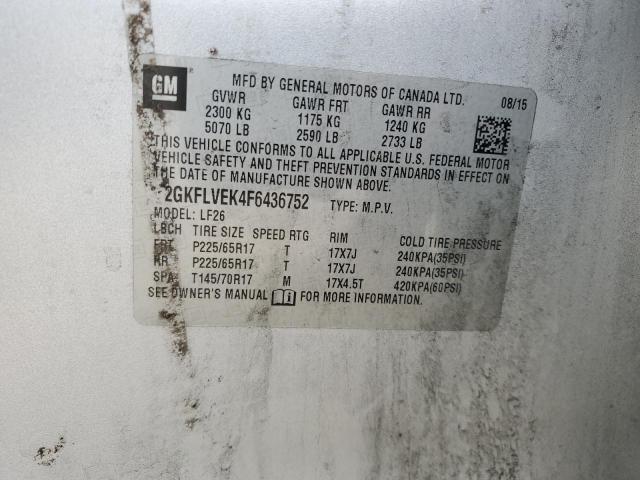 GM
MFD BY GENERAL MOTORS OF CANADA LTD. 08/15
GVWR GAWR FRT GAWR RR
2300 KG 1175 KG 1240 KG
5070 LB 2590 LB 2733 LB
THIS VEHICLE CONFORMS TO ALL APPLICABLE U.S. FEDERAL MOTOR
VEHICLE SAFETY AND THEFT PREVENTION STANDARDS IN EFFECT ON
THE DATE OF MANUFACTURE SHOWN ABOVE.
2GKFLVEK4F6436752 TYPE: M.P.V.
MODEL: LF26
LBCH TIRE SIZE SPEED RTG RIM COLD TIRE PRESSURE
FRT P225/65R17 T 17X7J 240KPA(35PSI)
RR P225/65R17 T 17X7J 240KPA(35PSI)
SPA T145/70R17 M 17X4.5T 420KPA(60PSI)
SEE OWNER'S MANUAL FOR MORE INFORMATION.